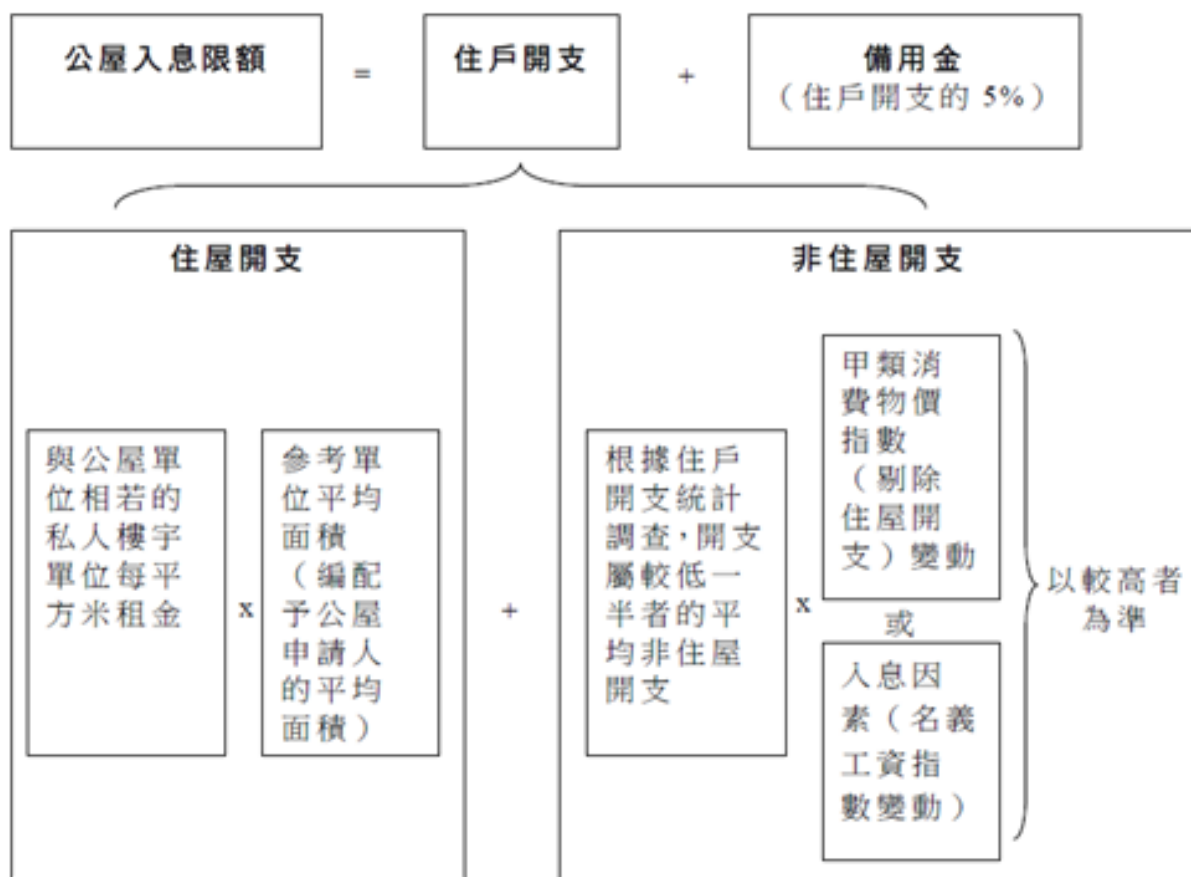 公屋入息限額
=
住戶開支
+
備用金
（住戶開支的 5%）
住屋開支
與公屋單
位相若的
私人樓宇
單位每平
方米租金
x
參考單
位平均
面積
（編配
予公屋
申請人
的平均
面積）
+
非住屋開支
根據住戶
開支統計
調查，開支
屬較低一
半者的平
均非住屋
開支
x
甲類消
費物價
指數
（剔除
住屋開
支）變動
或
入息因
素（名義
工資指
數變動）
以較高者
為準